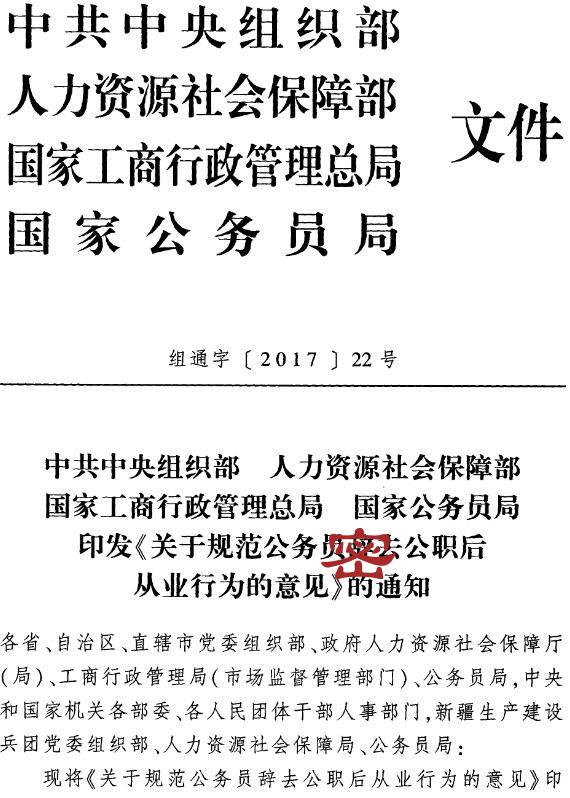 中共中央组织部
人力资源社会保障部
国家工商行政管理总局
国家公务员局
文件
组通字〔2017〕22号
中共中央组织部 人力资源社会保障部
国家工商行政管理总局 国家公务员局
印发《关于规范公务员辞去公职后
从业行为的意见》的通知
密
各省、自治区、直辖市党委组织部、政府人力资源社会保障厅
(局)、工商行政管理局(市场监督管理部门)、公务员局,中央
和国家机关各部委、各人民团体干部人事部门,新疆生产建设
兵团党委组织部、人力资源社会保障局、公务员局:
现将《关于规范公务员辞去公职后从业行为的意见》印